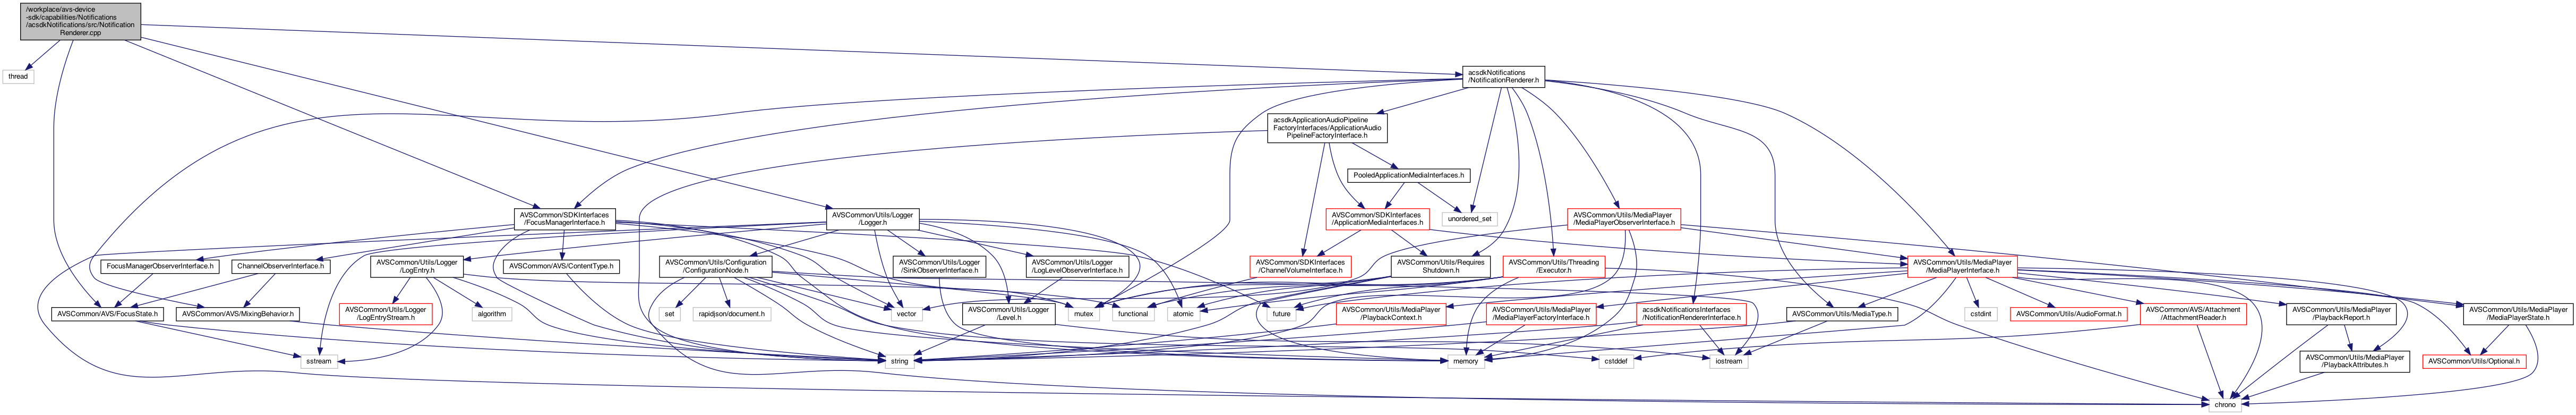 /workplace/avs-device
-sdk/capabilities/Notifications
/acsdkNotifications/src/Notification
Renderer.cpp
thread
acsdkNotifications
/NotificationRenderer.h
acsdkApplicationAudioPipeline
FactoryInterfaces/ApplicationAudio
PipelineFactoryInterface.h
PooledApplicationMediaInterfaces.h
AVSCommon/SDKInterfaces
/FocusManagerInterface.h
AVSCommon/Utils/Logger
/Logger.h
AVSCommon/SDKInterfaces
/ApplicationMediaInterfaces.h
unordered_set
AVSCommon/Utils/MediaPlayer
/MediaPlayerObserverInterface.h
FocusManagerObserverInterface.h
ChannelObserverInterface.h
AVSCommon/Utils/Logger
/LogEntry.h
AVSCommon/AVS/ContentType.h
AVSCommon/Utils/Configuration
/ConfigurationNode.h
AVSCommon/Utils/Logger
/SinkObserverInterface.h
AVSCommon/Utils/Logger
/LogLevelObserverInterface.h
AVSCommon/SDKInterfaces
/ChannelVolumeInterface.h
AVSCommon/Utils/Requires
Shutdown.h
AVSCommon/Utils/Threading
/Executor.h
AVSCommon/Utils/MediaPlayer
/MediaPlayerInterface.h
AVSCommon/AVS/FocusState.h
AVSCommon/AVS/MixingBehavior.h
AVSCommon/Utils/Logger
/LogEntryStream.h
algorithm
set
rapidjson/document.h
vector
AVSCommon/Utils/Logger
/Level.h
mutex
functional
atomic
future
AVSCommon/Utils/MediaPlayer
/PlaybackContext.h
AVSCommon/Utils/MediaPlayer
/MediaPlayerFactoryInterface.h
acsdkNotificationsInterfaces
/NotificationRendererInterface.h
AVSCommon/Utils/MediaType.h
cstdint
AVSCommon/Utils/AudioFormat.h
AVSCommon/AVS/Attachment
/AttachmentReader.h
AVSCommon/Utils/MediaPlayer
/PlaybackReport.h
AVSCommon/Utils/MediaPlayer
/MediaPlayerState.h
sstream
string
memory
cstddef
iostream
AVSCommon/Utils/MediaPlayer
/PlaybackAttributes.h
AVSCommon/Utils/Optional.h
chrono